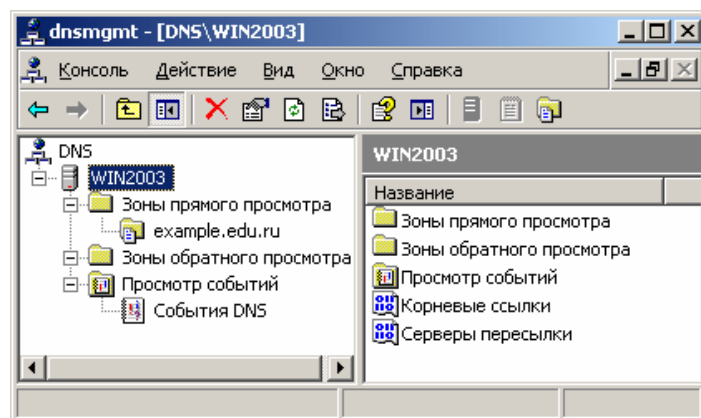 dnsmgmt - [DNS\WIN2003]
Консоль Действие Вид Окно Справка
DNS
WIN2003
Зоны прямого просмотра
example.edu.ru
Зоны обратного просмотра
Просмотр событий
События DNS
WIN2003
Название
Зоны прямого просмотра
Зоны обратного просмотра
Просмотр событий
Корневые ссылки
Серверы пересылки